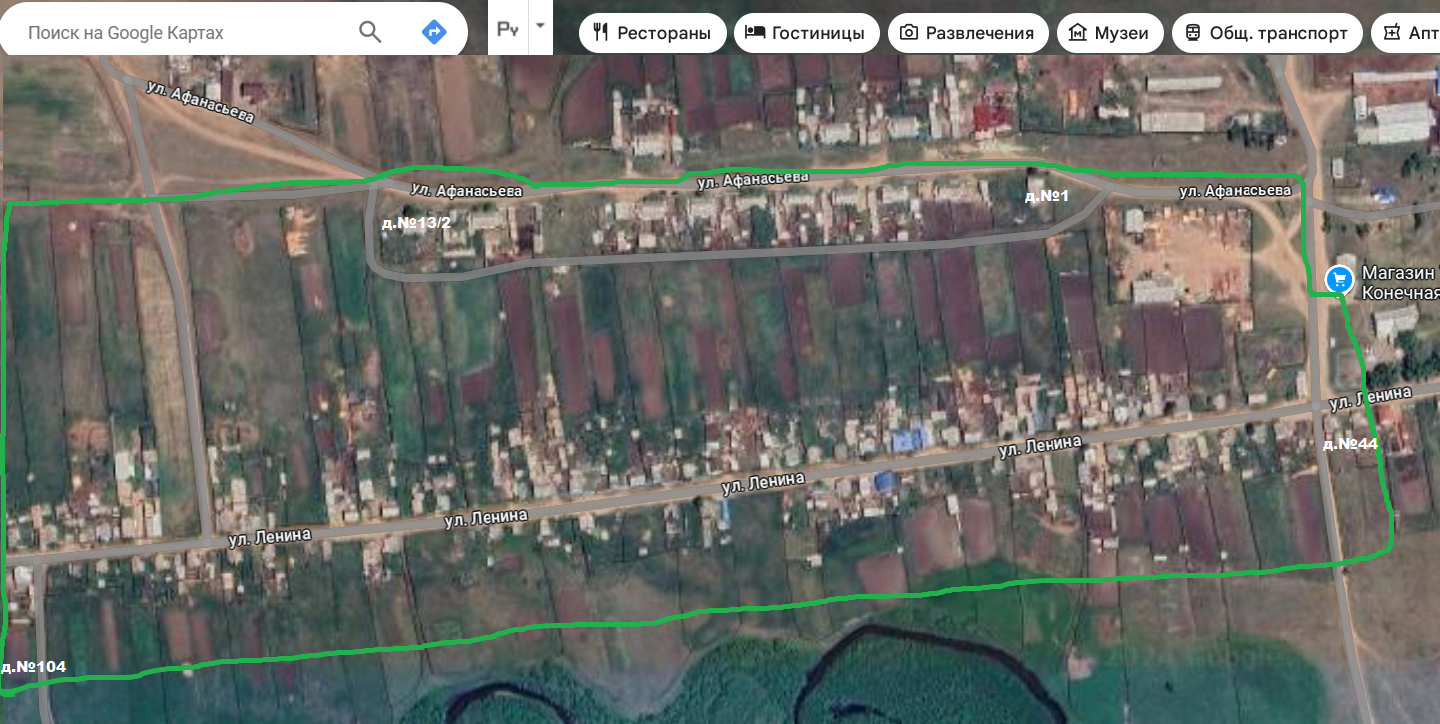 Поиск на Google Картах
Ру
Рестораны
Гостиницы
Развлечения
Музеи
Общ. транспорт
Апт
ул. Афанасьева
ул. Афанасьева
ул. Афанасьева
ул. Афанасьева
д.№1
д.№13/2
Магазин
Конечная
ул. Ленина
д.№44
ул. Ленина
ул. Ленина
ул. Ленина
ул. Ленина
д.№104